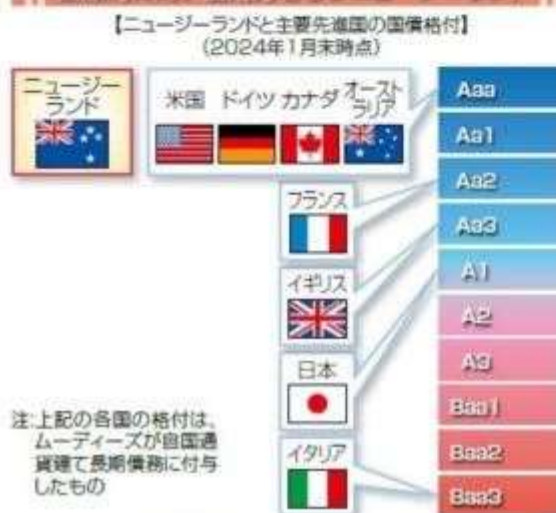 【ニュージーランドと主要先進国の国債格付】
(2024年1月末時点)
ニュージー
ランド
米国 ドイツ カナダ オースト
ラリア
Aaa
Aa1
Aa2
フランス
Aa3
A1
イギリス
A2
A3
日本
Baa1
注:上記の各国の格付は、
ムーディーズが自国通
貨建て長期債務に付与
したもの
イタリア
Baa2
Baa3